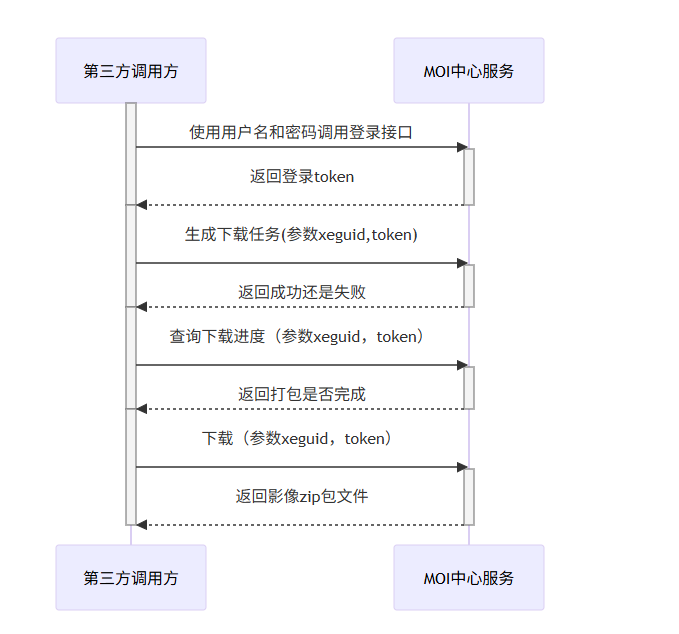 第三方调用方
MOI中心服务
使用用户名和密码调用登录接口
返回登录token
生成下载任务(参数xeguid,token)
返回成功还是失败
查询下载进度（参数xeguid，token）
返回打包是否完成
下载（参数xeguid，token）
返回影像zip包文件
第三方调用方
MOI中心服务